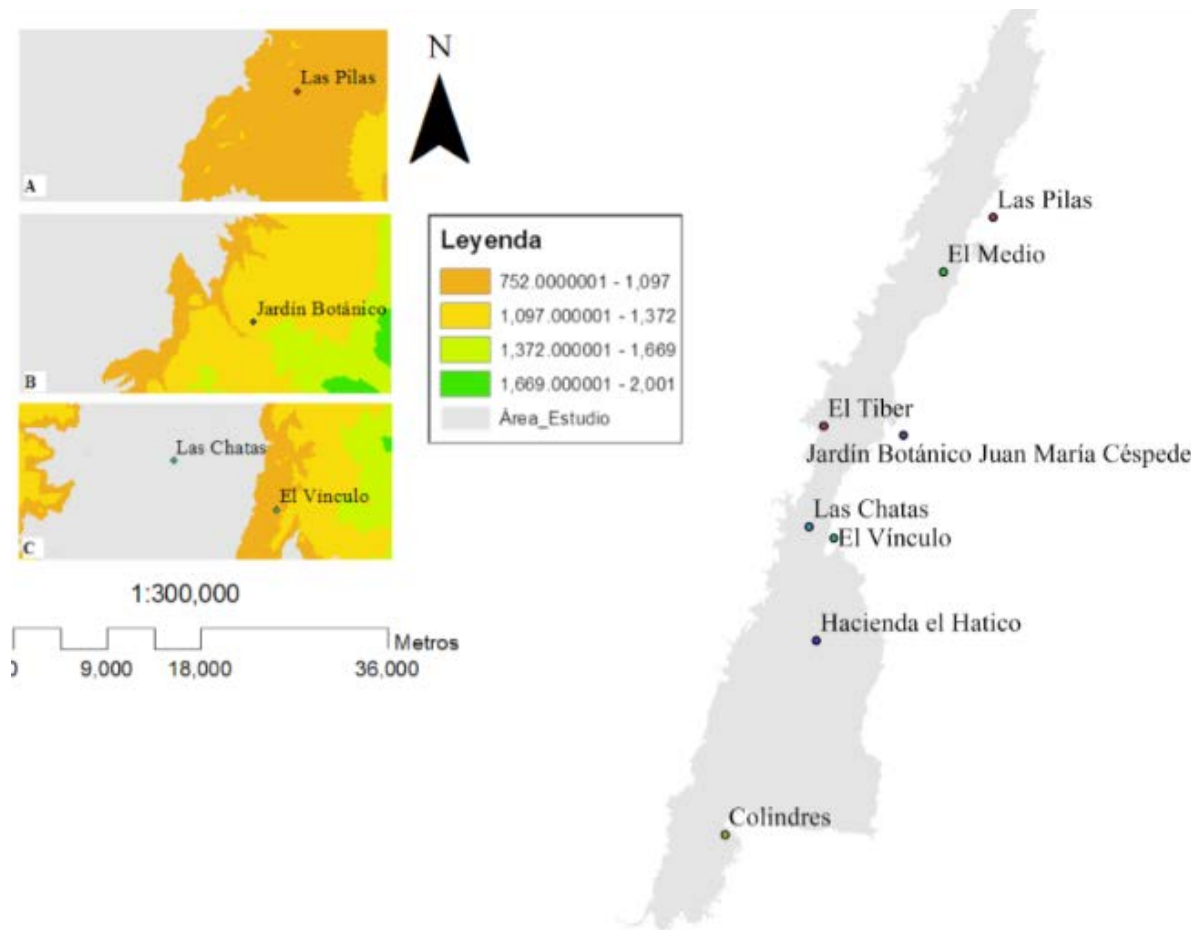 Las Pilas
A
Jardín Botánico
B
Las Chatas
El Vínculo
C
1:300,000
Metros
0 9,000 18,000 36,000
N
Leyenda
752.0000001 - 1,097
1,097.000001 - 1,372
1,372.000001 - 1,669
1,669.000001 - 2,001
Área_Estudio
Las Pilas
El Medio
El Tiber
Jardín Botánico Juan María Céspede
Las Chatas
El Vínculo
Hacienda el Hatico
Colindres